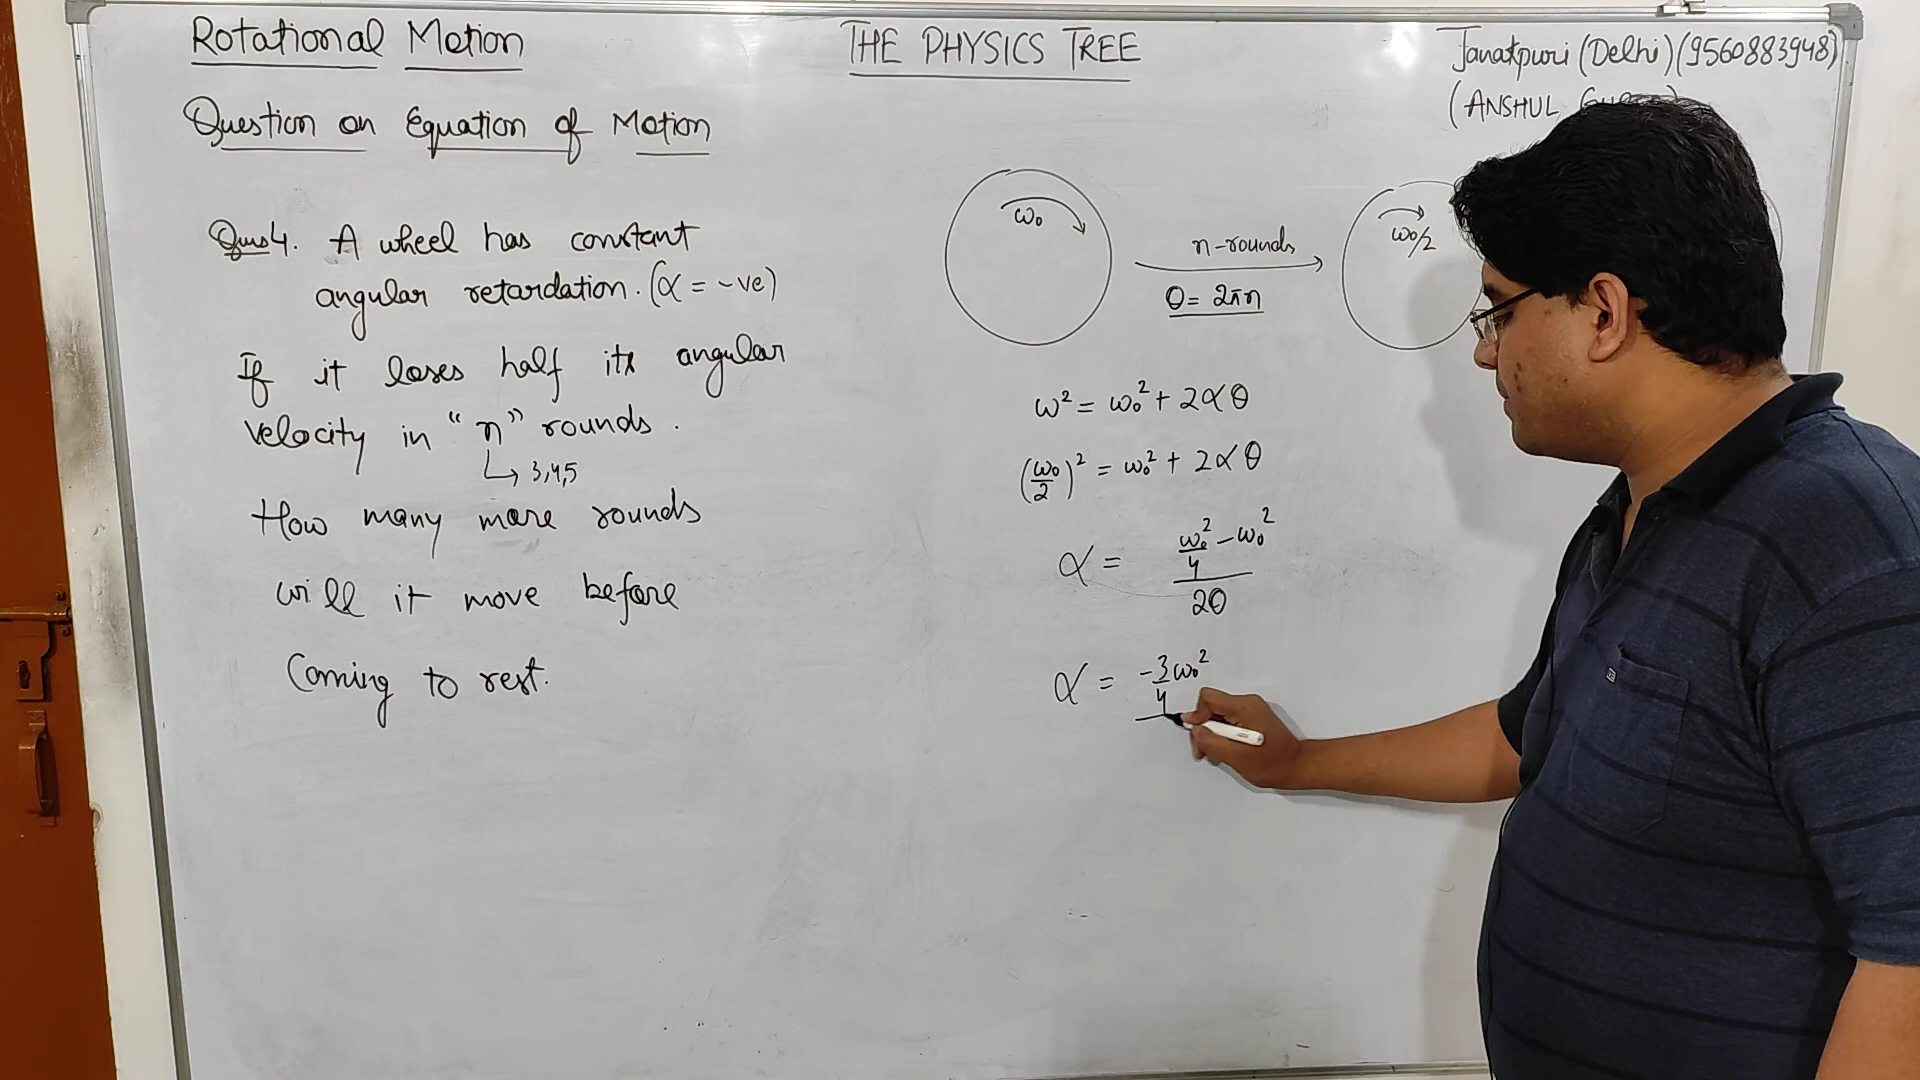 Rotational Motion
THE PHYSICS TREE
Janakpuri (Delhi) (9560883948)
(ANSHUL
Question on Equation of Motion
Ques4. A wheel has constant
angular retardation. (α = -ve)
If it loses half its angular
velocity in "n" rounds.
↳ 3,4,5
How many more rounds
will it move before
Coming to rest.
ω₀
n-rounds
θ = 2πn
ω₀/2
ω² = ω₀² + 2αθ
(ω₀/2)² = ω₀² + 2αθ
α = (ω₀²/4 - ω₀²)/2θ
α = -3ω₀²/4